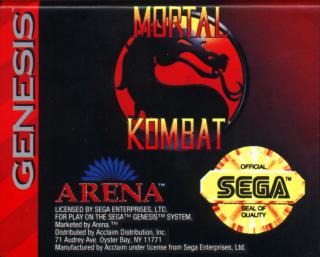 GENESIS
MORTAL
KOMBAT
ARENA™
LICENSED BY SEGA ENTERPRISES, LTD.
FOR PLAY ON THE SEGA™ GENESIS™ SYSTEM.
Marketed by Arena.™
Distributed by Acclaim Distribution, Inc.
71 Audrey Ave Oyster Bay, NY 11771
Manufactured by Acclaim under license from Sega Enterprises, Ltd.
OFFICIAL
SEGA™
SEAL OF
QUALITY